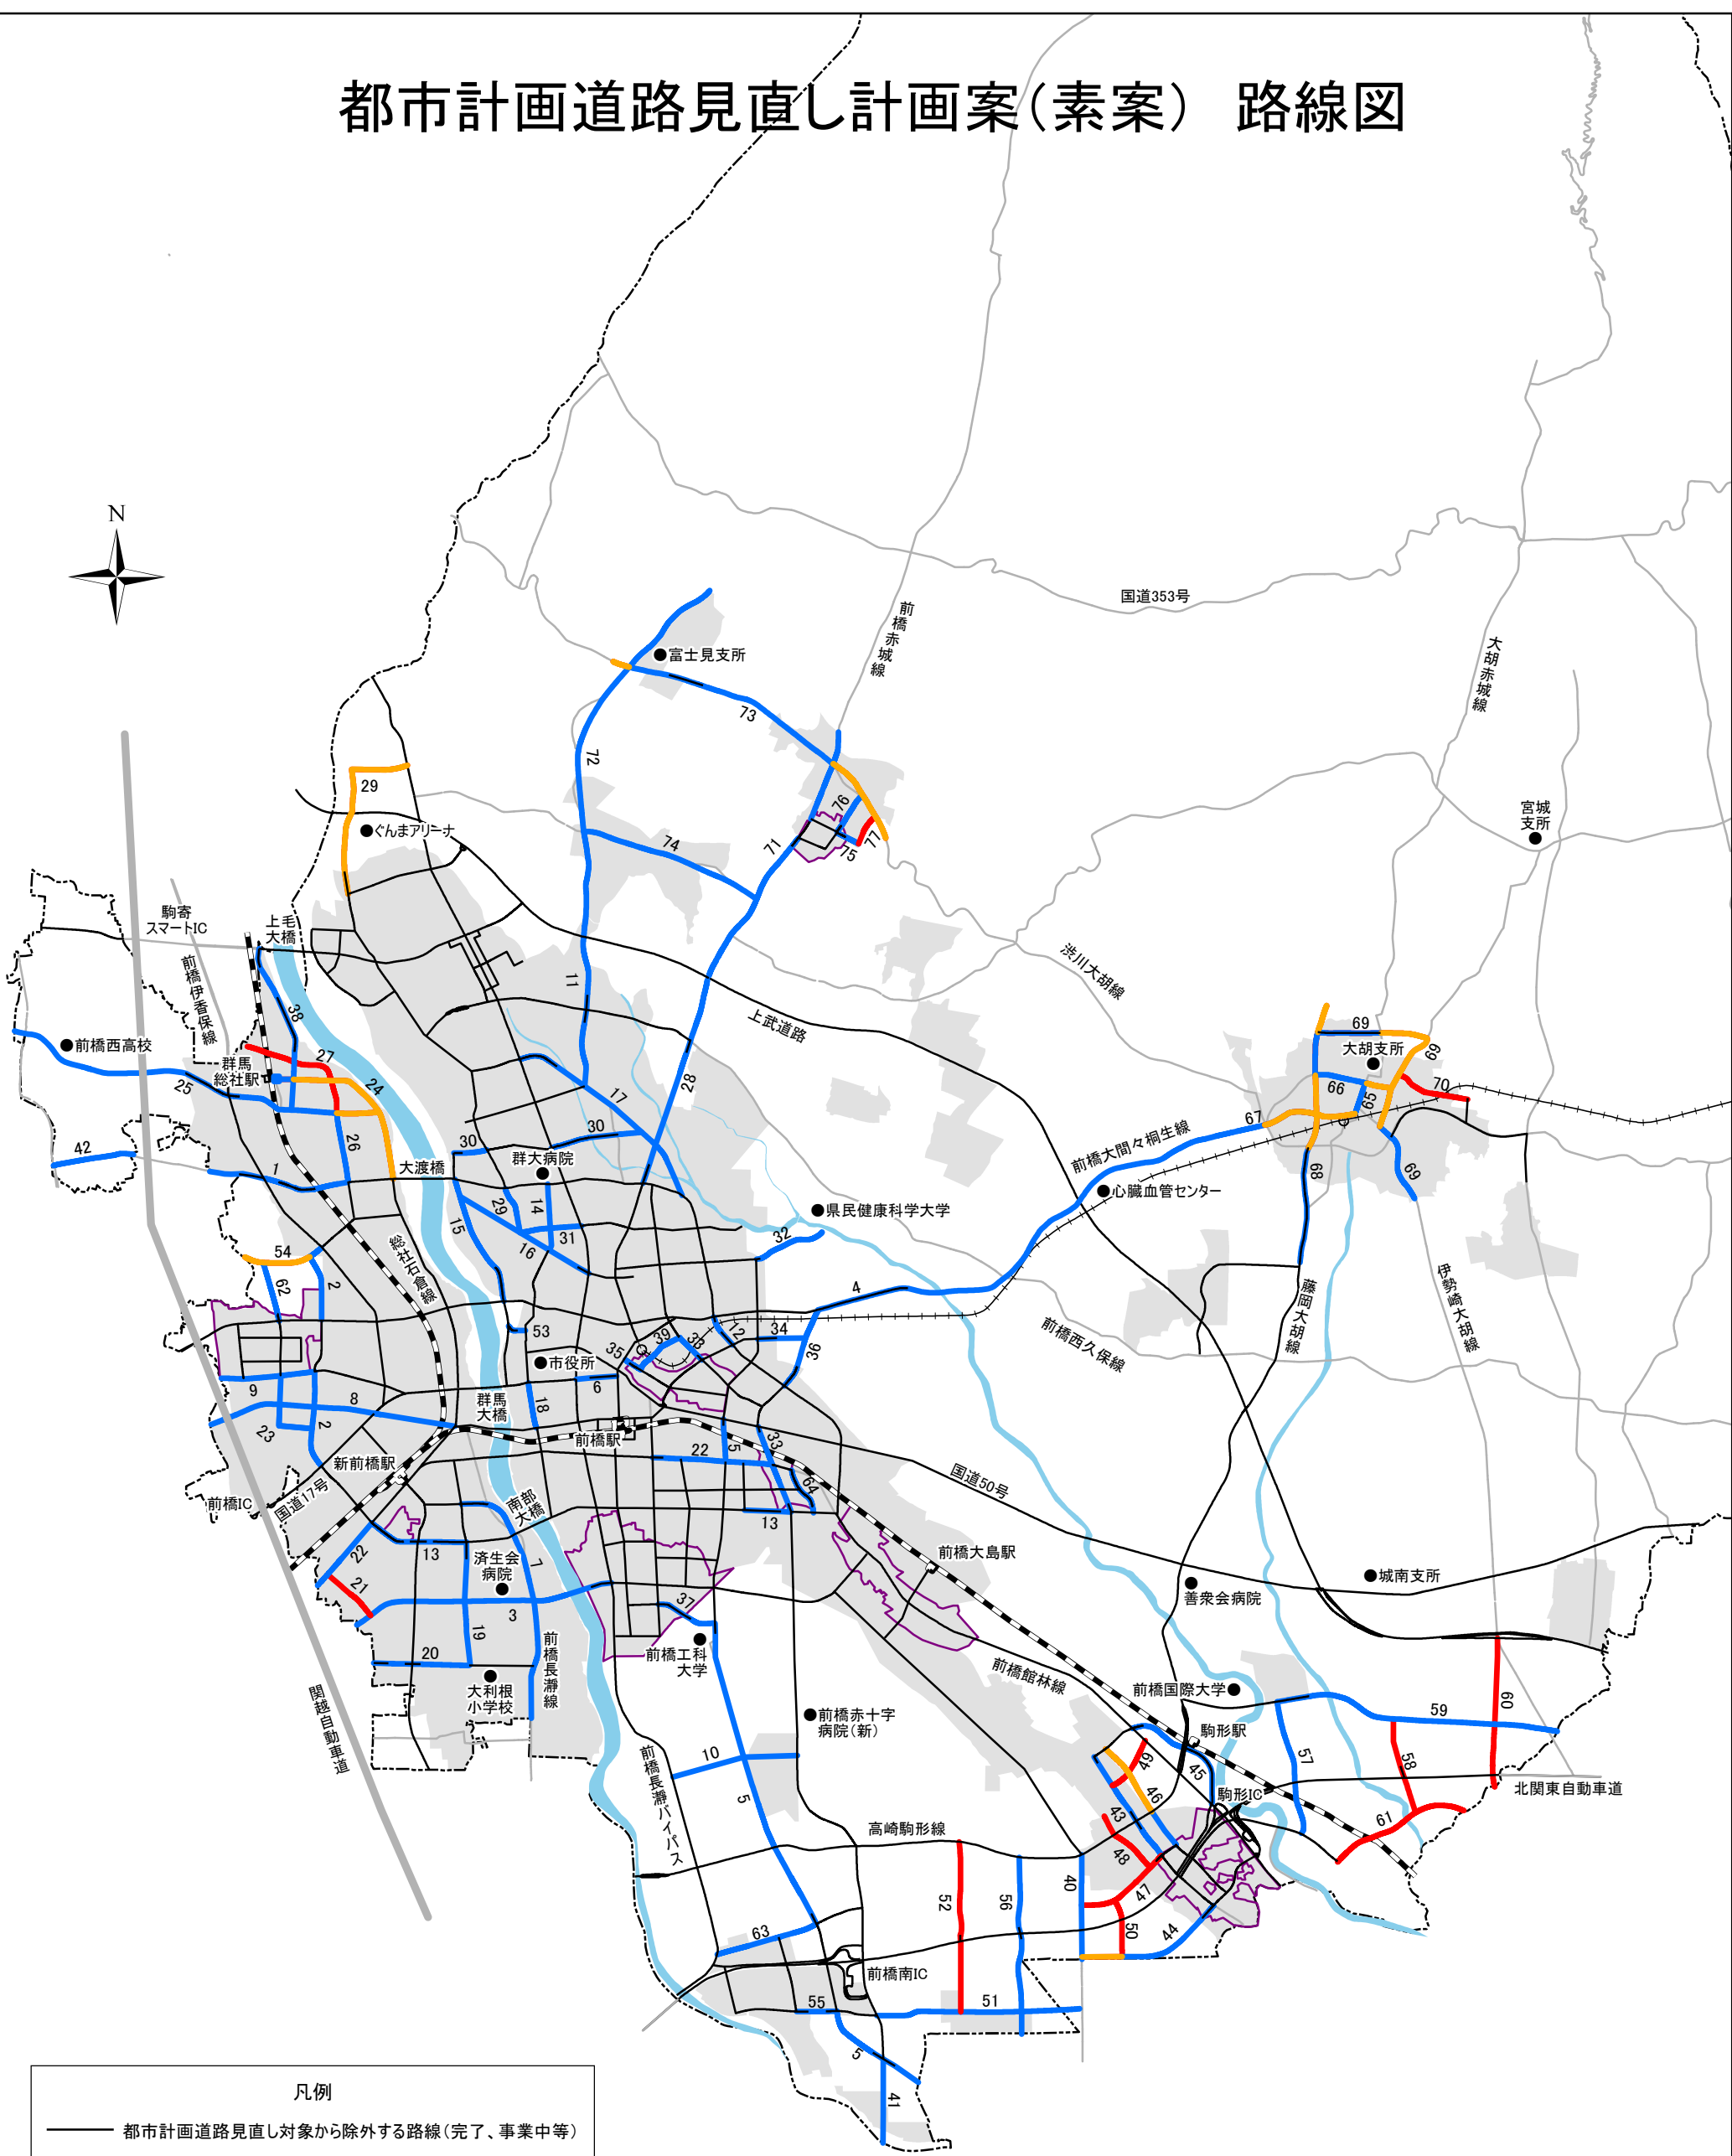 都市計画道路見直し計画案(素案) 路線図
N
国道353号
前橋赤城線
大胡赤城線
富士見支所
73
72
29
ぐんまアリーナ
76
77
75
71
74
宮城
支所
駒寄
スマートIC
上毛
大橋
前橋伊香保線
渋川大胡線
11
38
上武道路
前橋西高校
群馬
総社駅
27
24
25
28
17
69
大胡支所
69
70
66
65
67
26
30
30
42
1
大渡橋
群大病院
前橋大間々桐生線
心臓血管センター
68
69
29
14
15
31
16
県民健康科学大学
32
総社石倉線
54
62
2
4
藤岡大胡線
伊勢崎大胡線
前橋西久保線
53
35
39
38
12
34
36
市役所
6
9
8
群馬
大橋
18
23
2
前橋駅
22
5
33
新前橋駅
64
国道50号
前橋IC
国道17号
南部
大橋
13
22
13
済生会
病院
7
前橋大島駅
城南支所
善衆会病院
21
3
37
19
20
前橋長瀞線
前橋工科
大学
前橋館林線
大利根
小学校
前橋国際大学
関越自動車道
前橋赤十字
病院(新)
駒形駅
59
60
10
前橋長瀞バイパス
49
45
57
58
46
駒形IC
北関東自動車道
5
43
61
高崎駒形線
48
40
47
52
56
50
44
63
前橋南IC
55
51
5
41
凡例
都市計画道路見直し対象から除外する路線(完了、事業中等)